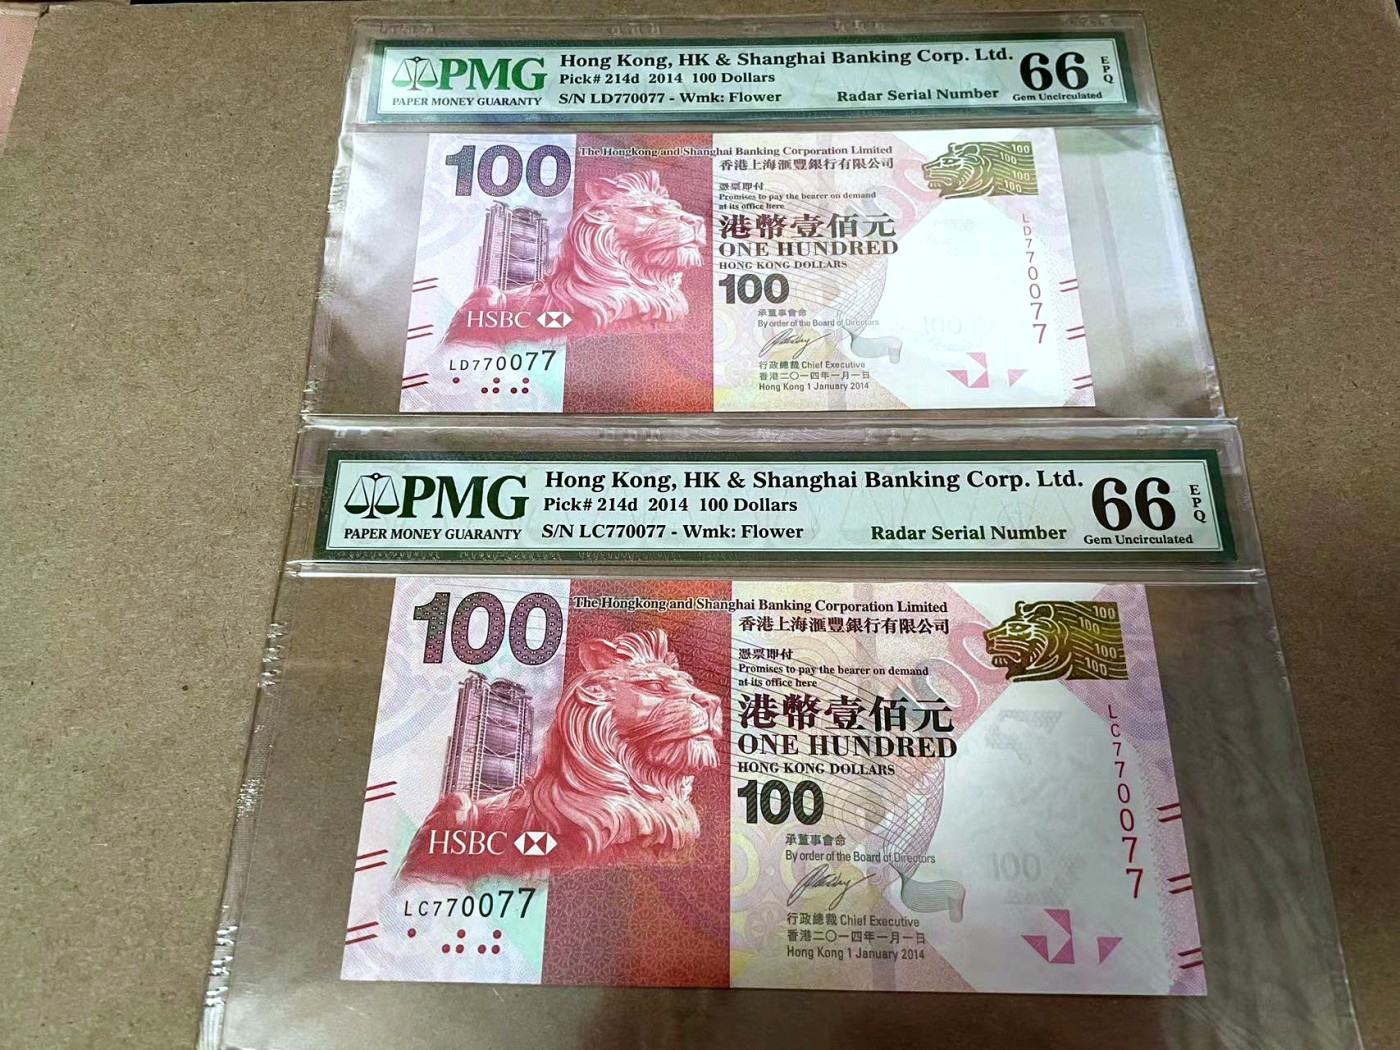 PMG
PAPER MONEY GUARANTY
Hong Kong, HK & Shanghai Banking Corp. Ltd.
Pick# 214d 2014 100 Dollars
S/N LD770077 - Wmk: Flower
Radar Serial Number
66
EPQ
Gem Uncirculated
100
The Hongkong and Shanghai Banking Corporation Limited
香港上海滙豐銀行有限公司
憑票即付
Promises to pay the bearer on demand
at its office here
港幣壹佰元
ONE HUNDRED
HONG KONG DOLLARS
100
承董事會命
By order of the Board of Directors
行政總裁 Chief Executive
香港二〇一四年一月一日
Hong Kong 1 January 2014
HSBC
LD770077
100
100
100
100
LD770077
100
PMG
PAPER MONEY GUARANTY
Hong Kong, HK & Shanghai Banking Corp. Ltd.
Pick# 214d 2014 100 Dollars
S/N LC770077 - Wmk: Flower
Radar Serial Number
66
EPQ
Gem Uncirculated
100
The Hongkong and Shanghai Banking Corporation Limited
香港上海滙豐銀行有限公司
憑票即付
Promises to pay the bearer on demand
at its office here
港幣壹佰元
ONE HUNDRED
HONG KONG DOLLARS
100
承董事會命
By order of the Board of Directors
行政總裁 Chief Executive
香港二〇一四年一月一日
Hong Kong 1 January 2014
HSBC
LC770077
100
100
100
100
LC770077
100